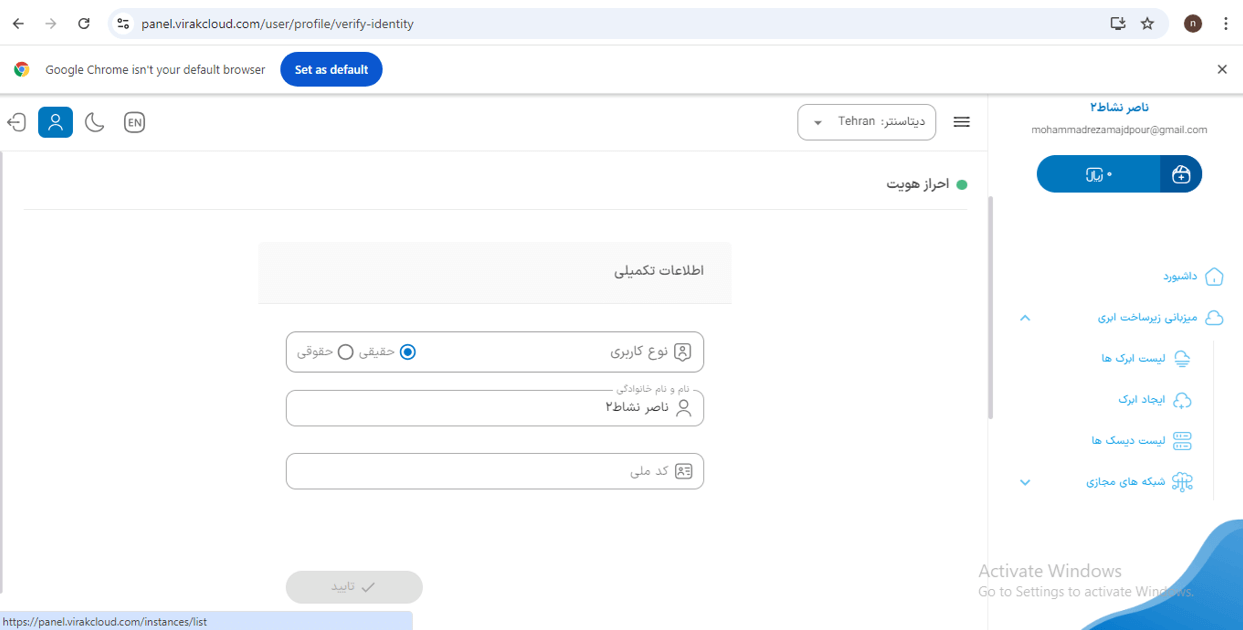 panel.virakcloud.com/user/profile/verify-identity
n
Google Chrome isn't your default browser
Set as default
EN
دیتاسنتر: Tehran
ناصر نشاط۲
mohammadrezamajdpour@gmail.com
۰ ریال
احراز هویت
اطلاعات تکمیلی
نوع کاربری
حقیقی
حقوقی
نام و نام خانوادگی
ناصر نشاط۲
کد ملی
تایید
داشبورد
میزبانی زیرساخت ابری
لیست ابرک ها
ایجاد ابرک
لیست دیسک ها
شبکه های مجازی
Activate Windows
Go to Settings to activate Windows.
https://panel.virakcloud.com/instances/list